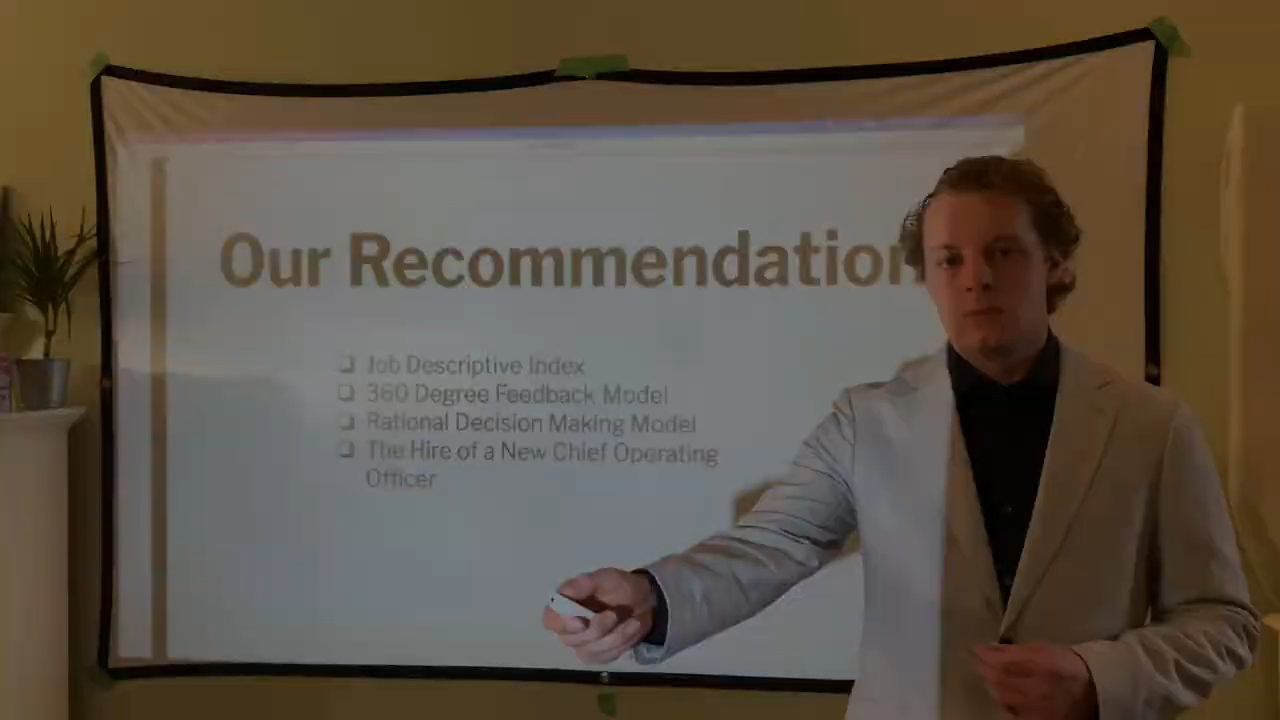 Our Recommendation
❑ Job Descriptive Index
❑ 360 Degree Feedback Model
❑ Rational Decision Making Model
❑ The Hire of a New Chief Operating
Officer